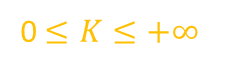 0 ≤ K ≤ +∞